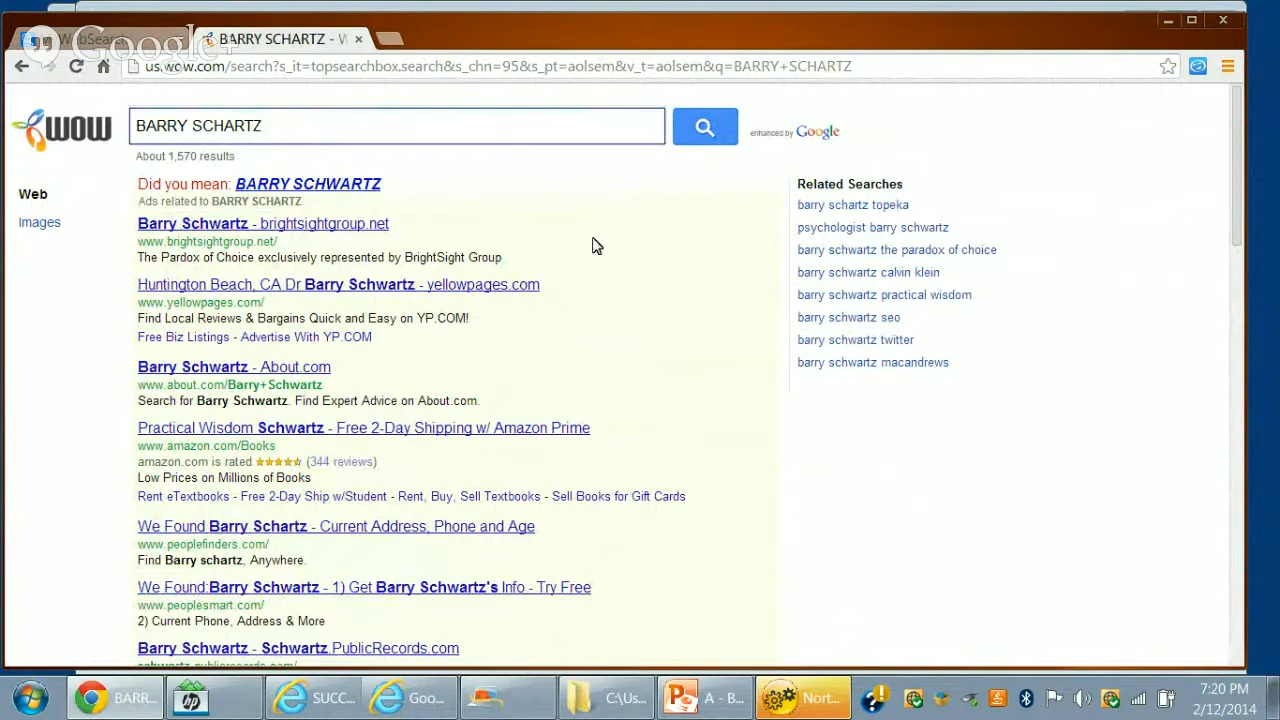 Google+
WebSearch
BARRY SCHARTZ - W
us.wow.com/search?s_it=topsearchbox.search&s_chn=95&s_pt=aolsem&v_t=aolsem&q=BARRY+SCHARTZ
WOW
BARRY SCHARTZ
enhanced by Google
About 1,570 results
Web
Images
Did you mean: BARRY SCHWARTZ
Ads related to BARRY SCHARTZ
Barry Schwartz - brightsightgroup.net
www.brightsightgroup.net/
The Pardox of Choice exclusively represented by BrightSight Group
Huntington Beach, CA Dr Barry Schwartz - yellowpages.com
www.yellowpages.com/
Find Local Reviews & Bargains Quick and Easy on YP.COM!
Free Biz Listings - Advertise With YP.COM
Barry Schwartz - About.com
www.about.com/Barry+Schwartz
Search for Barry Schwartz. Find Expert Advice on About.com.
Practical Wisdom Schwartz - Free 2-Day Shipping w/ Amazon Prime
www.amazon.com/Books
amazon.com is rated (344 reviews)
Low Prices on Millions of Books
Rent eTextbooks - Free 2-Day Ship w/Student - Rent, Buy, Sell Textbooks - Sell Books for Gift Cards
We Found Barry Schartz - Current Address, Phone and Age
www.peoplefinders.com/
Find Barry schartz, Anywhere.
We Found:Barry Schwartz - 1) Get Barry Schwartz's Info - Try Free
www.peoplesmart.com/
2) Current Phone, Address & More
Barry Schwartz - Schwartz.PublicRecords.com
schwartz.publicrecords.com/
Related Searches
barry schartz topeka
psychologist barry schwartz
barry schwartz the paradox of choice
barry schwartz calvin klein
barry schwartz practical wisdom
barry schwartz seo
barry schwartz twitter
barry schwartz macandrews
BARR...
hp
SUCC...
Goo...
C:\Us...
A - B...
Nort...
7:20 PM
2/12/2014